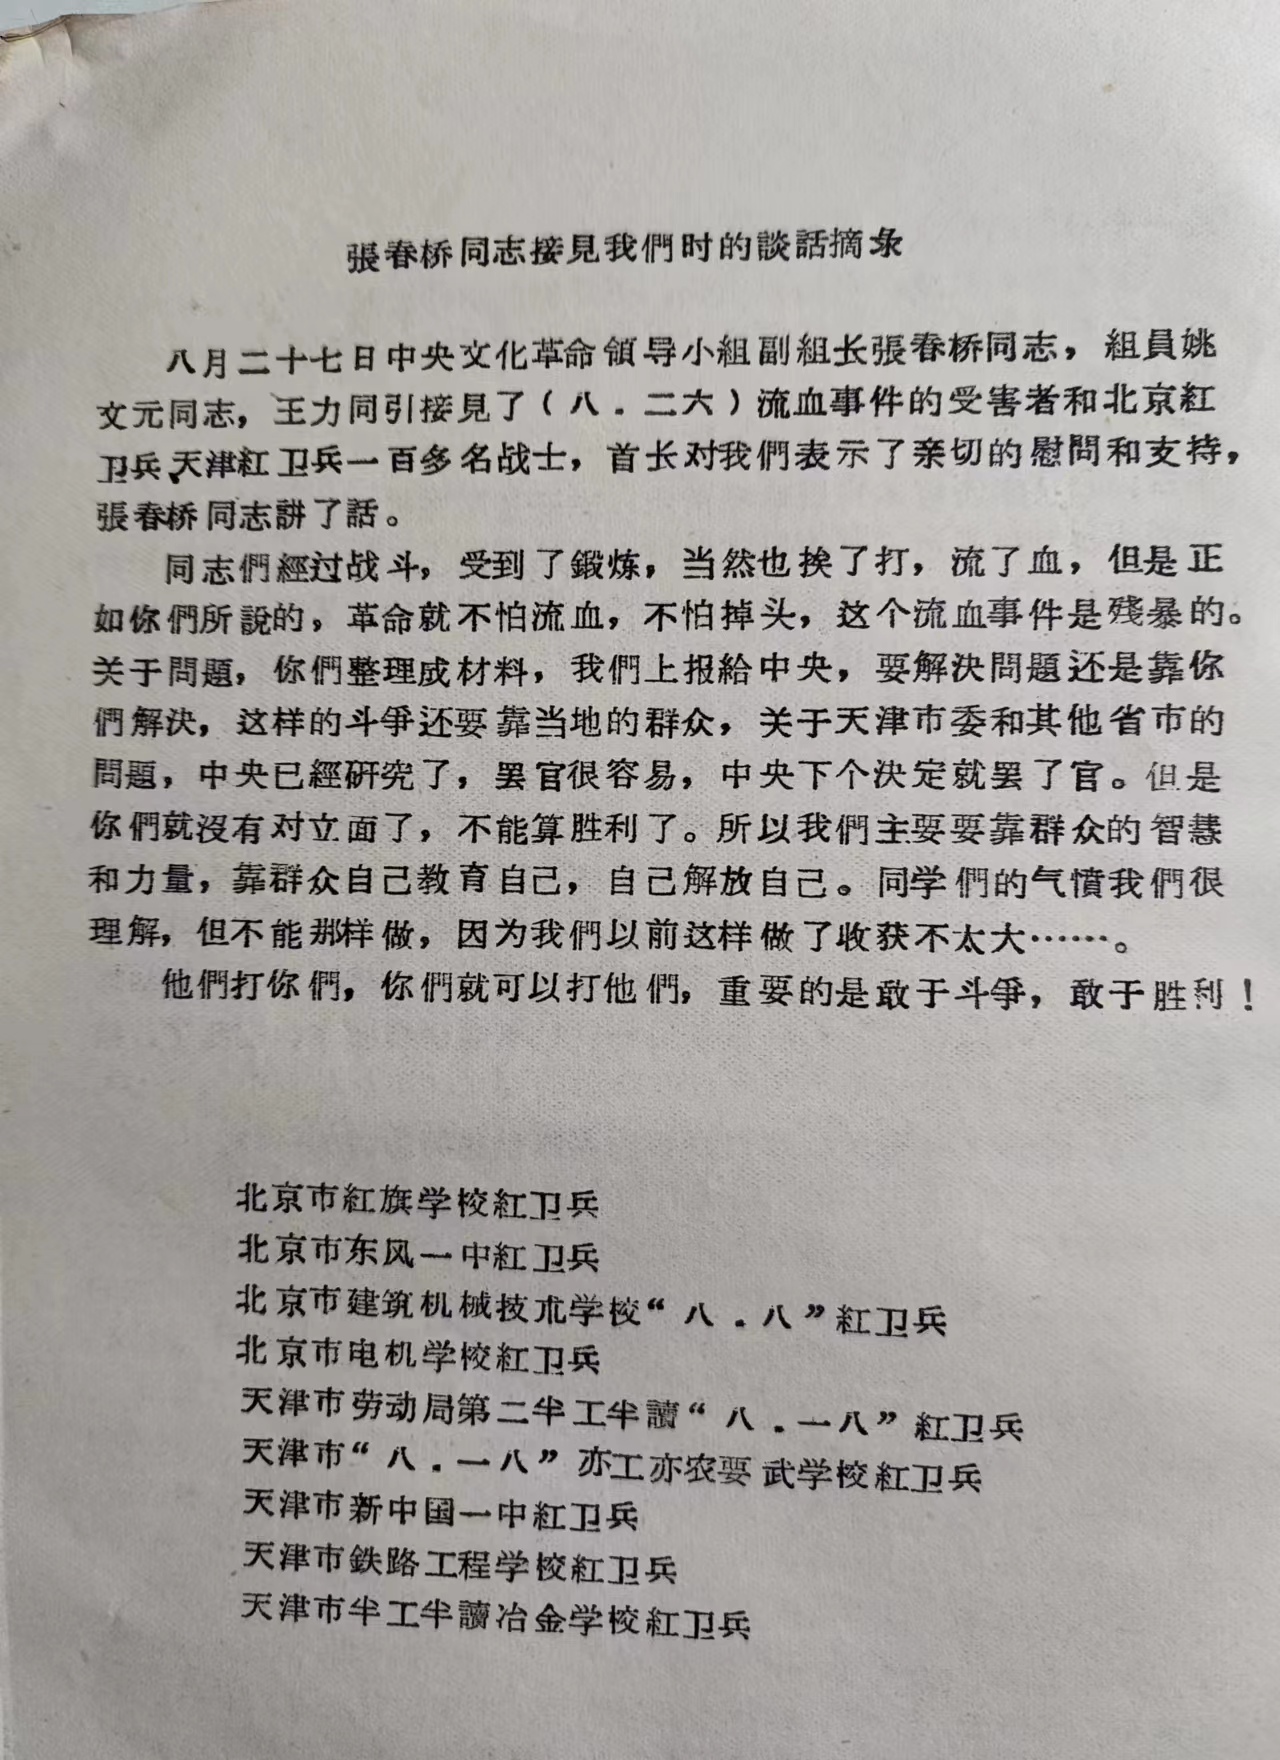 張春桥同志接見我們时的談話摘彔
八月二十七日中央文化革命領导小組副組长張春桥同志，組員姚
文元同志，王力同引接見了（八．二六）流血事件的受害者和北京紅
卫兵、天津紅卫兵一百多名战士，首长对我們表示了亲切的慰問和支持，
張春桥同志講了話。
同志們經过战斗，受到了鍛炼，当然也挨了打，流了血，但是正
如你們所說的，革命就不怕流血，不怕掉头，这个流血事件是殘暴的。
关于問題，你們整理成材料，我們上报給中央，要解決問題还是靠你
們解決，这样的斗爭还要靠当地的群众，关于天津市委和其他省市的
問題，中央已經研究了，罢官很容易，中央下个決定就罢了官。但是
你們就沒有对立面了，不能算胜利了。所以我們主要要靠群众的智慧
和力量，靠群众自己教育自己，自己解放自己。同学們的气憤我們很
理解，但不能那样做，因为我們以前这样做了收获不太大……。
他們打你們，你們就可以打他們，重要的是敢于斗爭，敢于胜利！
北京市紅旗学校紅卫兵
北京市东风一中紅卫兵
北京市建筑机械技朮学校“八．八”紅卫兵
北京市电机学校紅卫兵
天津市劳动局第二半工半讀“八．一八”紅卫兵
天津市“八．一八”亦工亦农要武学校紅卫兵
天津市新中国一中紅卫兵
天津市鉄路工程学校紅卫兵
天津市半工半讀冶金学校紅卫兵